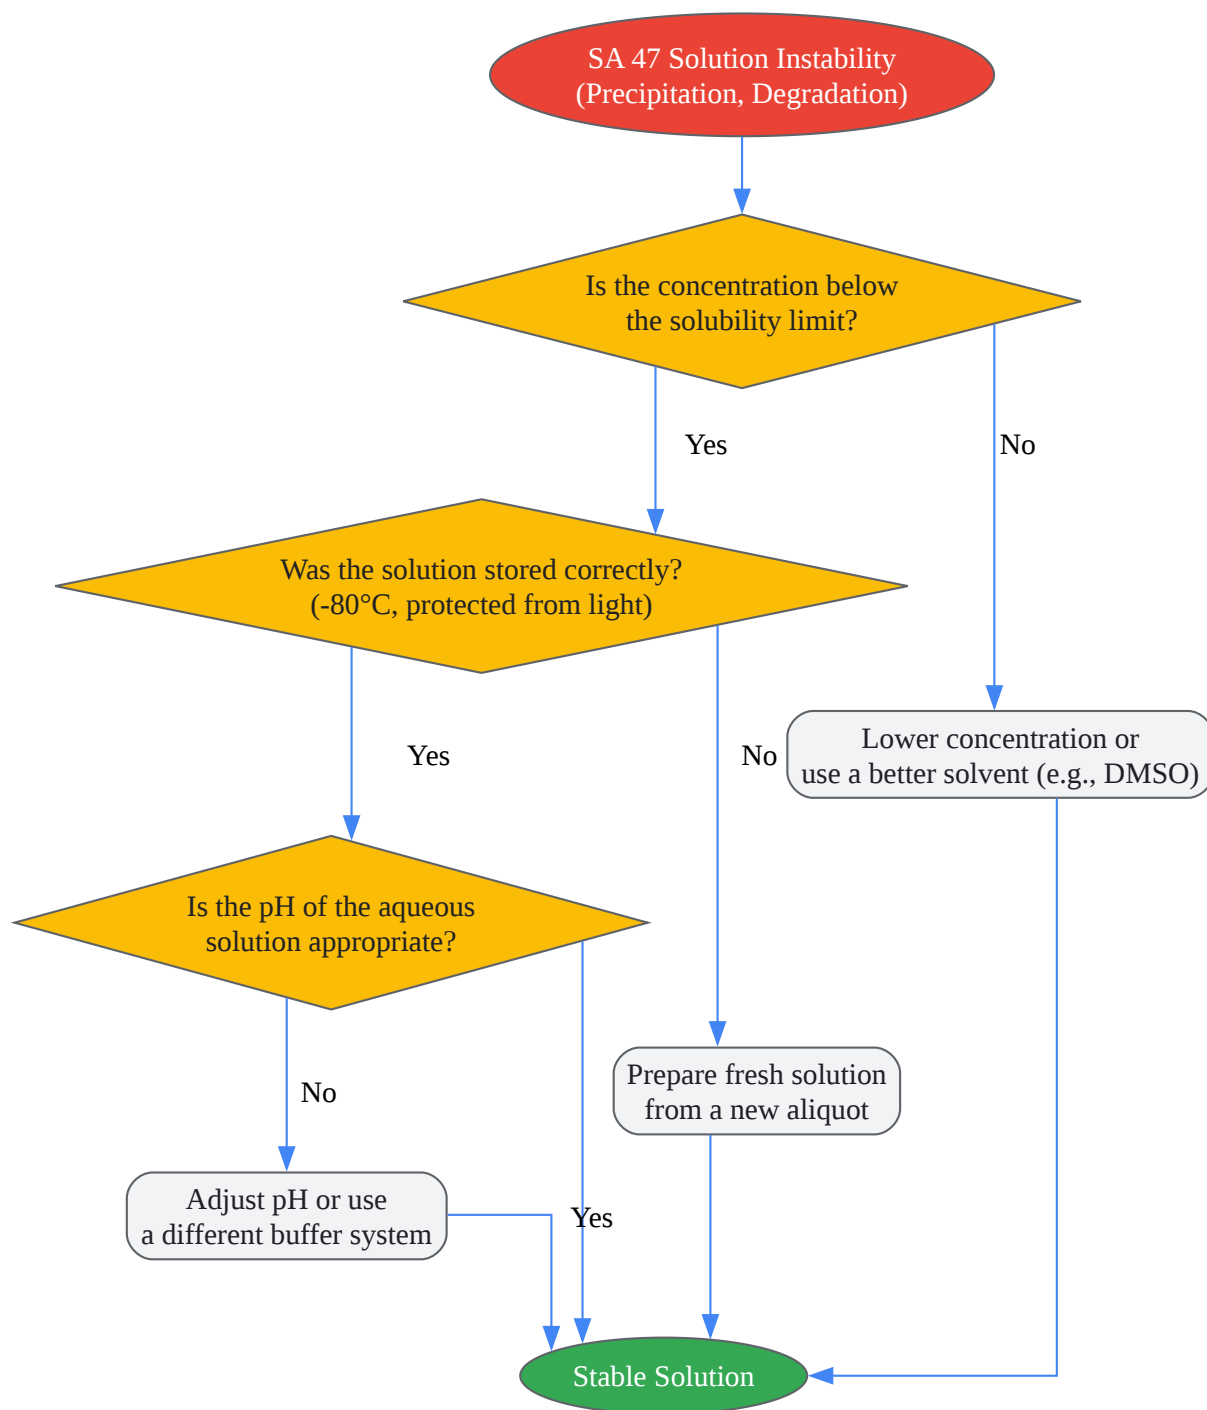 SA 47 Solution Instability
(Precipitation, Degradation)
Is the concentration below
the solubility limit?
Yes
No
Was the solution stored correctly?
(-80°C, protected from light)
Yes
No
Lower concentration or
use a better solvent (e.g., DMSO)
Is the pH of the aqueous
solution appropriate?
No
Prepare fresh solution
from a new aliquot
Adjust pH or use
a different buffer system
Yes
Stable Solution